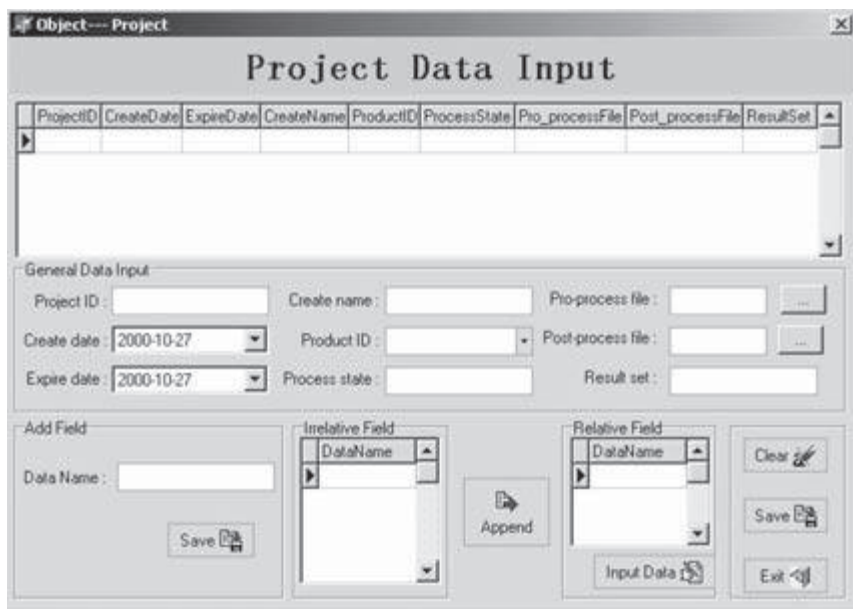 Object--- Project
Project Data Input
ProjectID CreateDate ExpireDate CreateName ProductID ProcessState Pro_processFile Post_processFile ResultSet
General Data Input
Project ID : Create name : Pro-process file : ...
Create date : 2000-10-27 Product ID : Post-process file : ...
Expire date : 2000-10-27 Process state : Result set :
Add Field Irrelative Field Relative Field
DataName DataName Clear
Data Name :
Append Save
Save
Input Data Exit